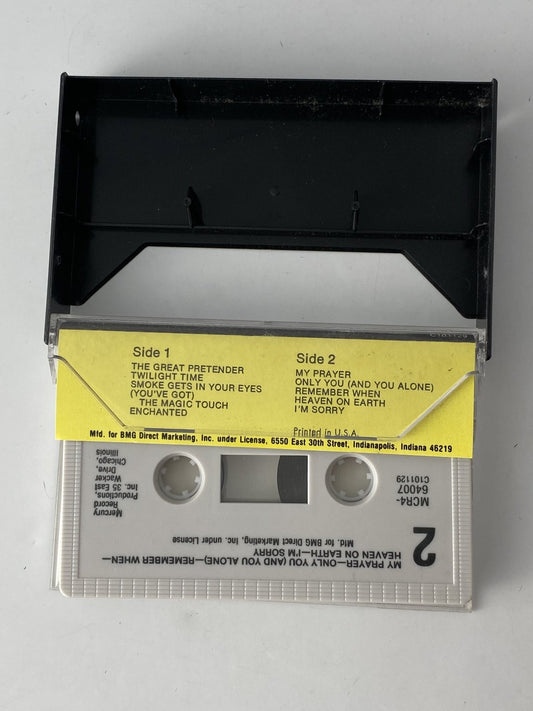 Side 1
THE GREAT PRETENDER
TWILIGHT TIME
SMOKE GETS IN YOUR EYES
(YOU'VE GOT)
THE MAGIC TOUCH
ENCHANTED
Side 2
MY PRAYER
ONLY YOU (AND YOU ALONE)
REMEMBER WHEN
HEAVEN ON EARTH
I'M SORRY
Printed in U.S.A.
Mfd. for BMG Direct Marketing, Inc. under License, 6550 East 30th Street, Indianapolis, Indiana 46219
2
MCR4-
64007
C101129
Mercury
Record
Productions,
Inc. 35 East
Wacker
Drive,
Chicago,
Illinois
MY PRAYER—ONLY YOU (AND YOU ALONE)—REMEMBER WHEN—
HEAVEN ON EARTH—I'M SORRY
Mfd. for BMG Direct Marketing, Inc. under License